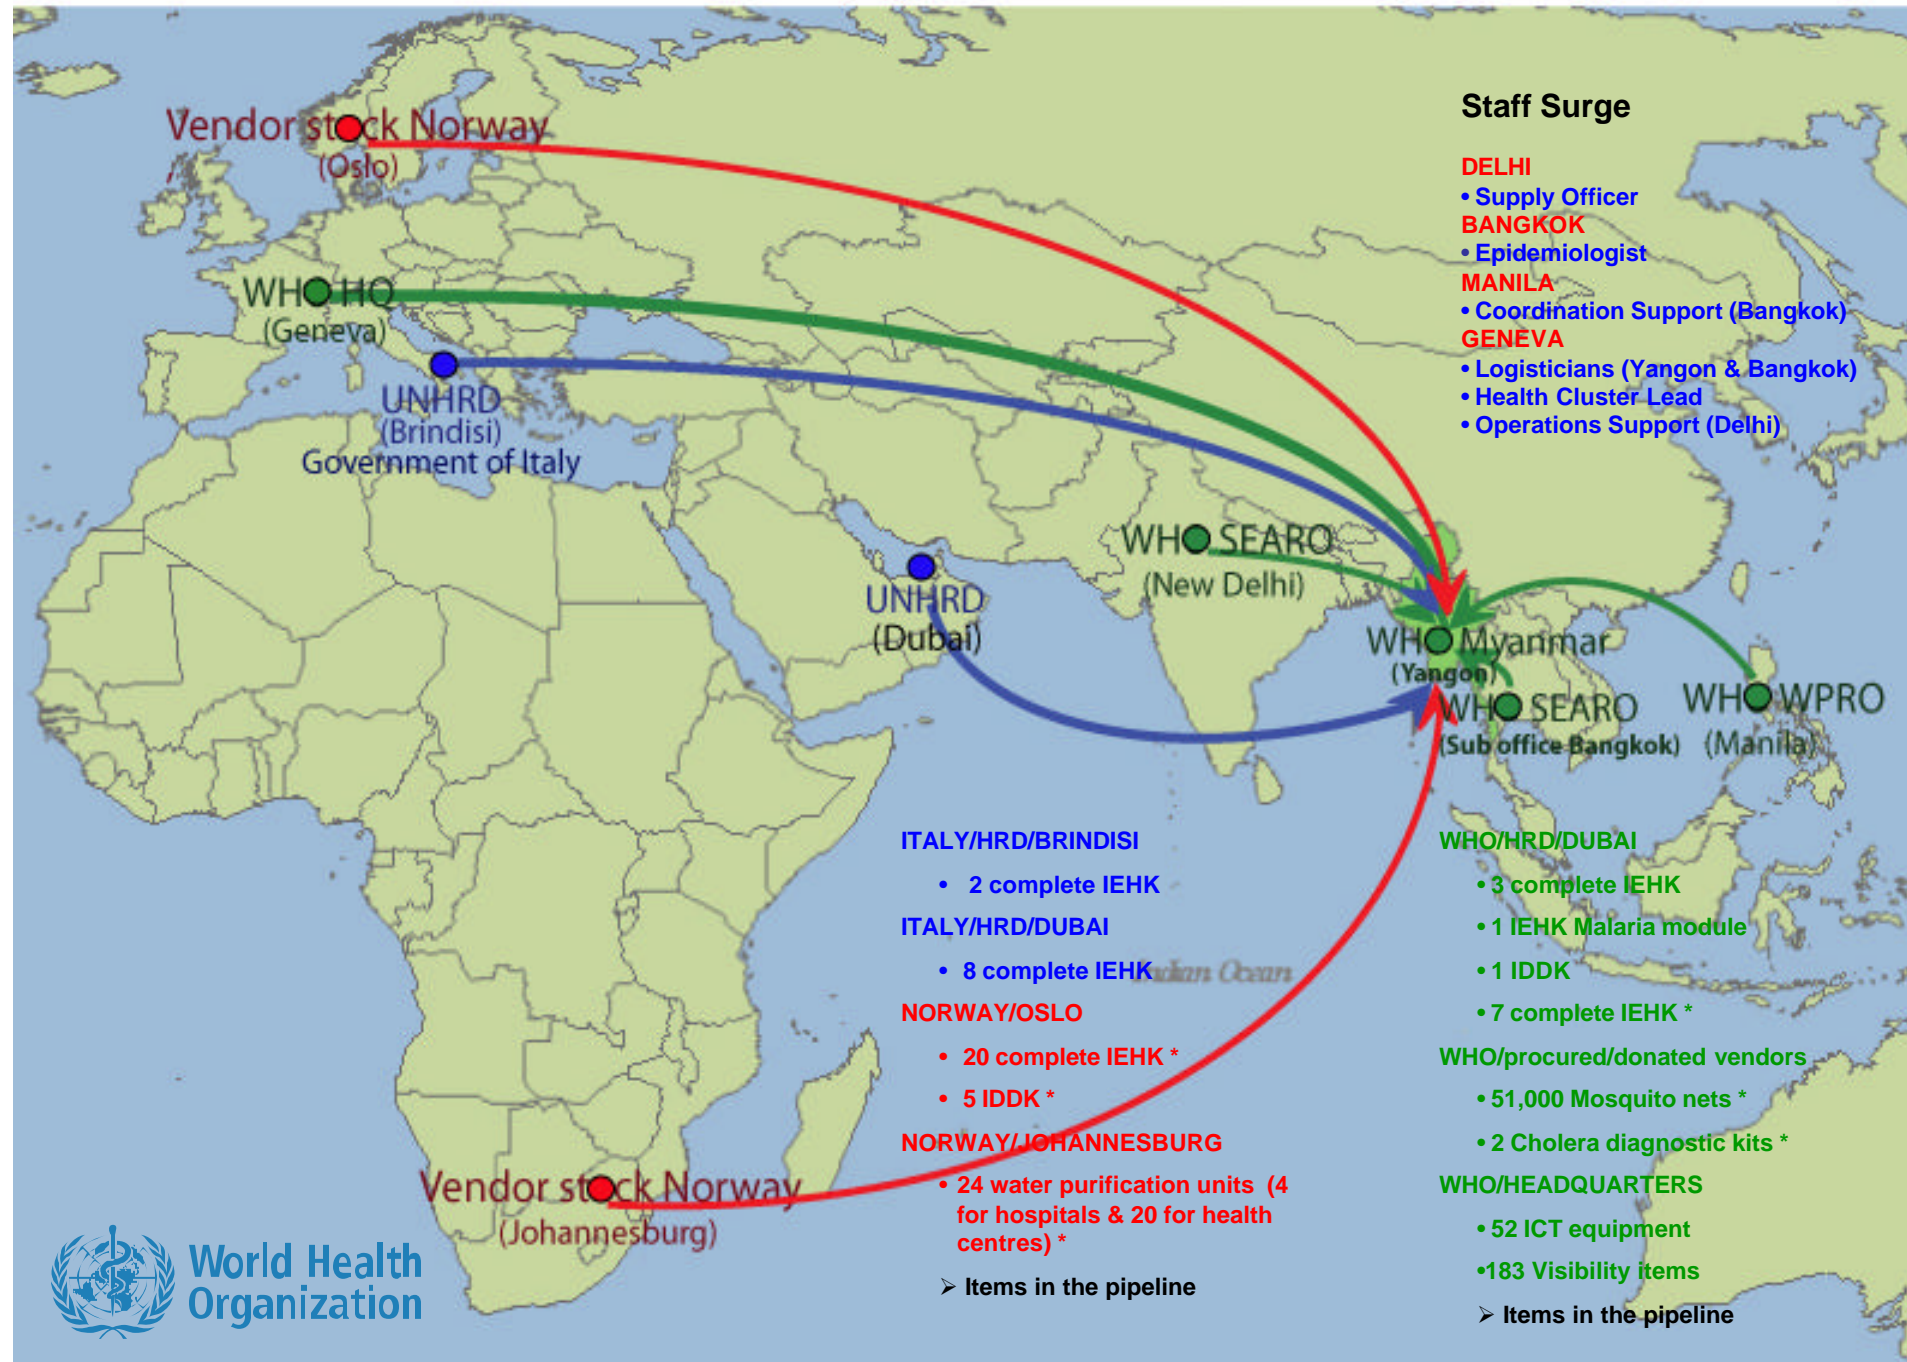 Vendor stock Norway
(Oslo)
WHO HQ
(Geneva)
UNHRD
(Brindisi)
Government of Italy
UNHRD
(Dubai)
WHO SEARO
(New Delhi)
WHO Myanmar
(Yangon)
WHO SEARO
(Sub office Bangkok)
WHO WPRO
(Manila)
Vendor stock Norway
(Johannesburg)
Indian Ocean
Staff Surge
DELHI
• Supply Officer
BANGKOK
• Epidemiologist
MANILA
• Coordination Support (Bangkok)
GENEVA
• Logisticians (Yangon & Bangkok)
• Health Cluster Lead
• Operations Support (Delhi)
ITALY/HRD/BRINDISI
• 2 complete IEHK
ITALY/HRD/DUBAI
• 8 complete IEHK
NORWAY/OSLO
• 20 complete IEHK *
• 5 IDDK *
NORWAY/JOHANNESBURG
• 24 water purification units (4
for hospitals & 20 for health
centres) *
➢ Items in the pipeline
WHO/HRD/DUBAI
• 3 complete IEHK
• 1 IEHK Malaria module
• 1 IDDK
• 7 complete IEHK *
WHO/procured/donated vendors
• 51,000 Mosquito nets *
• 2 Cholera diagnostic kits *
WHO/HEADQUARTERS
• 52 ICT equipment
•183 Visibility items
➢ Items in the pipeline
World Health
Organization